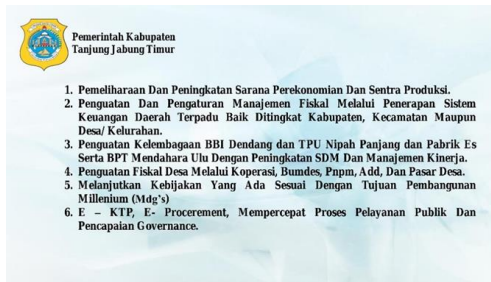 Pemerintah Kabupaten
Tanjung Jabung Timur
1. Pemeliharaan Dan Peningkatan Sarana Perekonomian Dan Sentra Produksi.
2. Penguatan Dan Pengaturan Manajemen Fiskal Melalui Penerapan Sistem
Keuangan Daerah Terpadu Baik Ditingkat Kabupaten, Kecamatan Maupun
Desa/ Kelurahan.
3. Penguatan Kelembagaan BBI Dendang dan TPU Nipah Panjang dan Pabrik Es
Serta BPT Mendahara Ulu Dengan Peningkatan SDM Dan Manajemen Kinerja.
4. Penguatan Fiskal Desa Melalui Koperasi, Bumdes, Pnpm, Add, Dan Pasar Desa.
5. Melanjutkan Kebijakan Yang Ada Sesuai Dengan Tujuan Pembangunan
Millenium (Mdg's)
6. E – KTP, E- Procerement, Mempercepat Proses Pelayanan Publik Dan
Pencapaian Governance.